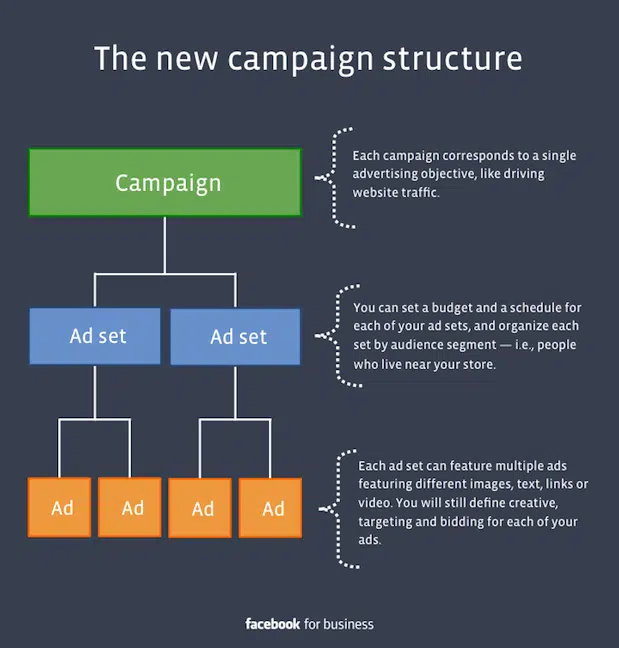 The new campaign structure
Campaign
Each campaign corresponds to a single
advertising objective, like driving
website traffic.
Ad set
Ad set
You can set a budget and a schedule for
each of your ad sets, and organize each
set by audience segment — i.e., people
who live near your store.
Ad
Ad
Ad
Ad
Each ad set can feature multiple ads
featuring different images, text, links or
video. You will still define creative,
targeting and bidding for each of your
ads.
facebook for business